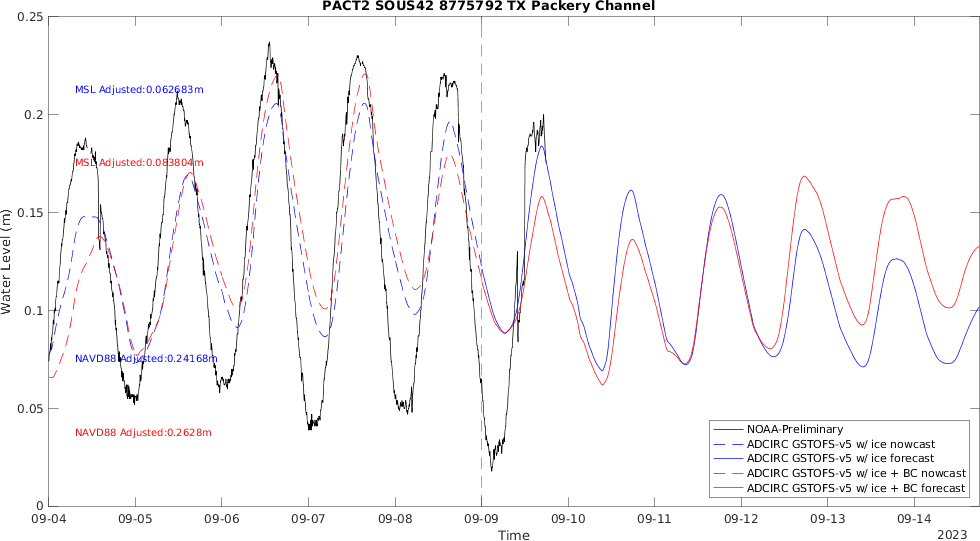 PACT2 SOUS42 8775792 TX Packery Channel
0.25
0.2
0.15
0.1
0.05
0
Water Level (m)
MSL Adjusted:0.062683m
MSL Adjusted:0.083804m
NAVD88 Adjusted:0.24168m
NAVD88 Adjusted:0.2628m
NOAA-Preliminary
ADCIRC GSTOFS-v5 w/ ice nowcast
ADCIRC GSTOFS-v5 w/ ice forecast
ADCIRC GSTOFS-v5 w/ ice + BC nowcast
ADCIRC GSTOFS-v5 w/ ice + BC forecast
09-04 09-05 09-06 09-07 09-08 09-09 09-10 09-11 09-12 09-13 09-14
Time
2023